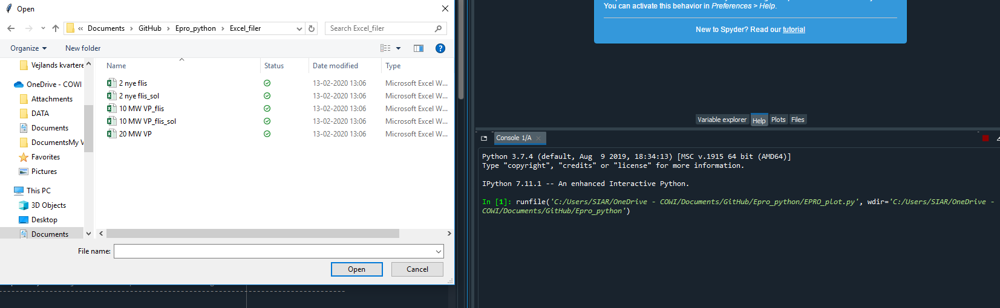 Open
« Documents > GitHub > Epro_python > Excel_filer
Search Excel_filer
Organize
New folder
Vejlands kvartere
OneDrive - COWI
Attachments
DATA
Documents
DocumentsMy V
Favorites
Pictures
This PC
3D Objects
Desktop
Documents
Name Status Date modified Type
2 nye flis 13-02-2020 13:06 Microsoft Excel W...
2 nye flis_sol 13-02-2020 13:06 Microsoft Excel W...
10 MW VP_flis 13-02-2020 13:06 Microsoft Excel W...
10 MW VP_flis_sol 13-02-2020 13:06 Microsoft Excel W...
20 MW VP 13-02-2020 13:06 Microsoft Excel W...
File name:
Open
Cancel
You can activate this behavior in Preferences > Help.
New to Spyder? Read our tutorial
Variable explorer Help Plots Files
Console 1/A
Python 3.7.4 (default, Aug  9 2019, 18:34:13) [MSC v.1915 64 bit (AMD64)]
Type "copyright", "credits" or "license" for more information.
IPython 7.11.1 -- An enhanced Interactive Python.
In [1]: runfile('C:/Users/SIAR/OneDrive - COWI/Documents/GitHub/Epro_python/EPRO_plot.py', wdir='C:/Users/SIAR/OneDrive -
COWI/Documents/GitHub/Epro_python')